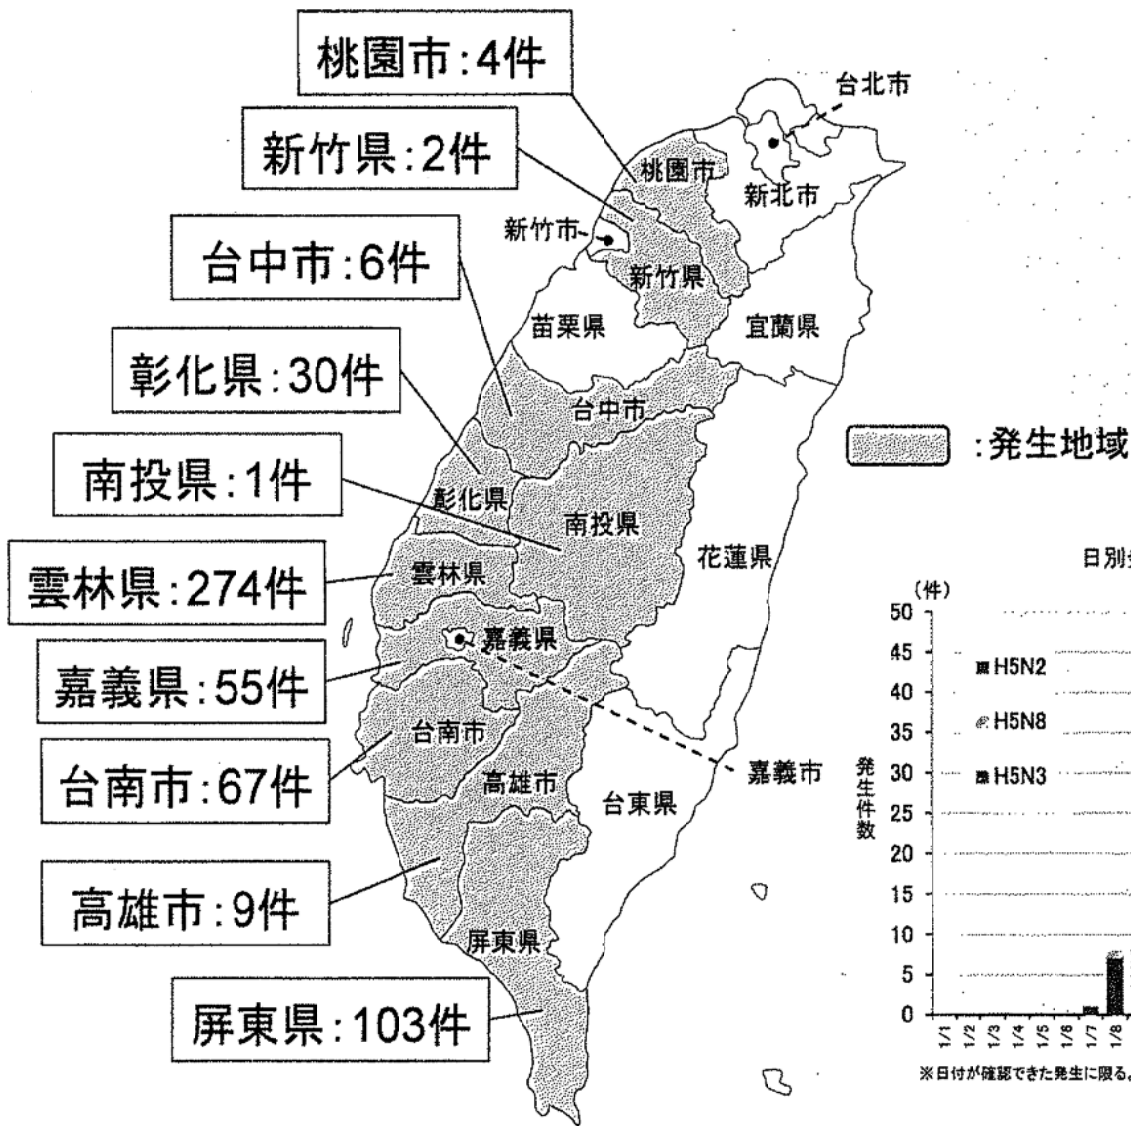 桃園市:4件
新竹県:2件
台中市:6件
彰化県:30件
南投県:1件
雲林県:274件
嘉義県:55件
台南市:67件
高雄市:9件
屏東県:103件
台北市
桃園市
新北市
新竹市
新竹県
苗栗県
宜蘭県
台中市
彰化県
南投県
花蓮県
雲林県
嘉義県
嘉義市
台南市
高雄市
台東県
屏東県
:発生地域
日別
(件)
発生件数
50
45
40
35
30
25
20
15
10
5
0
H5N2
H5N8
H5N3
1/1
1/2
1/3
1/4
1/5
1/6
1/7
1/8
※日付が確認できた発生に限る。